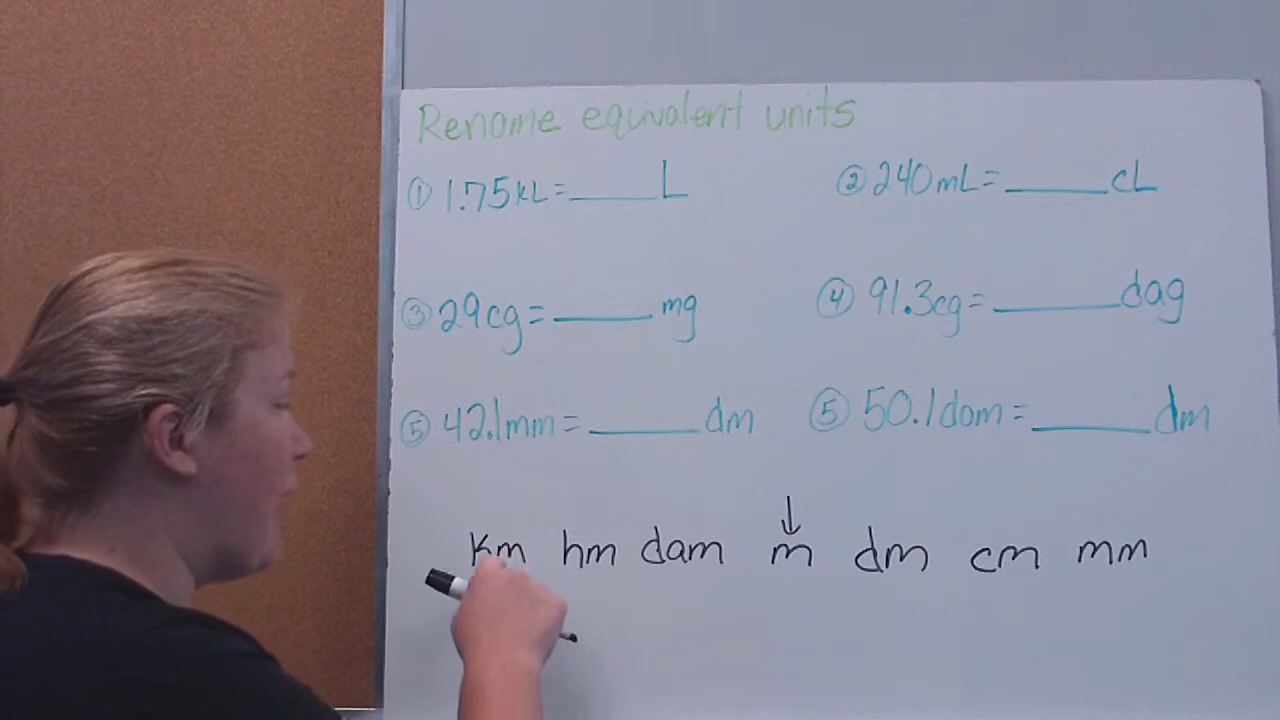 Rename equivalent units
① 1.75kL = ____ L
② 240mL = ____ cL
③ 29cg = ____ mg
④ 91.3cg = ____ dag
⑤ 42.1mm = ____ dm
⑤ 50.1dam = ____ dm
↓
km hm dam m dm cm mm